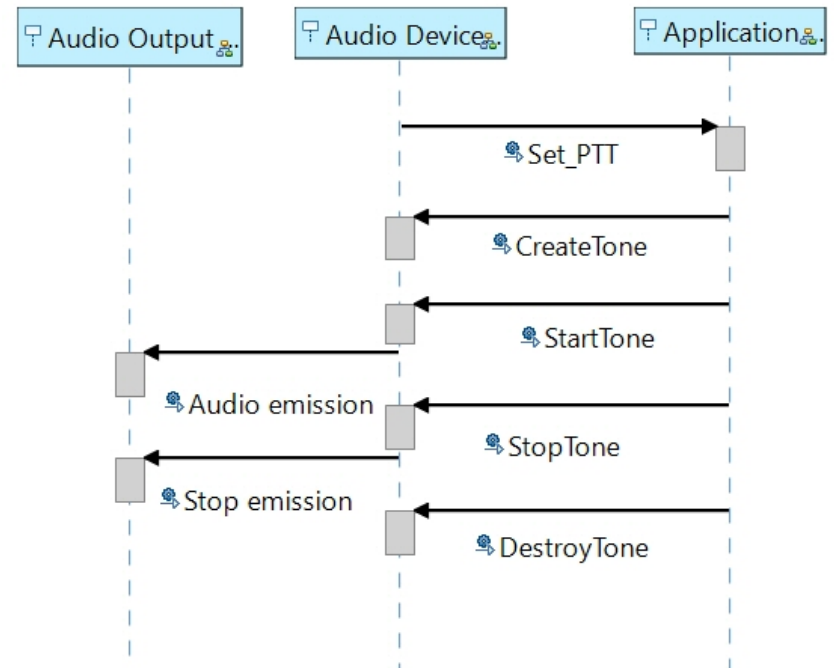 Audio Output ...
Audio Device ..
Application ..
Set_PTT
CreateTone
StartTone
Audio emission
StopTone
Stop emission
DestroyTone